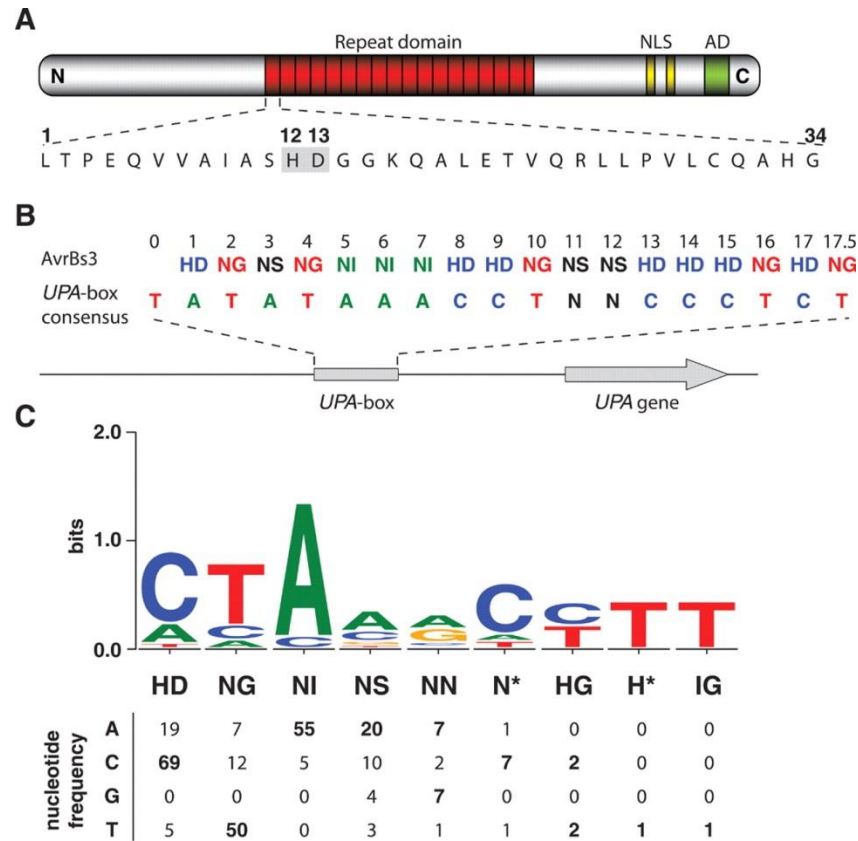 A
Repeat domain NLS AD
N C
1 12 13 34
L T P E Q V V A I A S H D G G K Q A L E T V Q R L L P V L C Q A H G
B
0 1 2 3 4 5 6 7 8 9 10 11 12 13 14 15 16 17 17.5
AvrBs3 HD NG NS NG NI NI NI HD HD NG NS NS HD HD HD NG HD NG
UPA-box T A T A T A A A C C T N N C C C T C T
consensus
UPA-box UPA gene
C
2.0
bits
1.0
0.0
C A T T C A A C A C G A C C A T C T T T
HD NG NI NS NN N* HG H* IG
nucleotide frequency
A 19 7 55 20 7 1 0 0 0
C 69 12 5 10 2 7 2 0 0
G 0 0 0 4 7 0 0 0 0
T 5 50 0 3 1 1 2 1 1